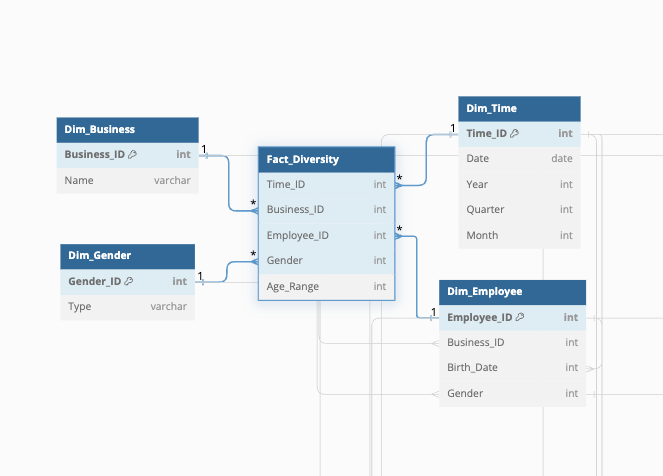 Dim_Business
Business_ID int
Name varchar
Dim_Gender
Gender_ID int
Type varchar
Fact_Diversity
Time_ID int
Business_ID int
Employee_ID int
Gender int
Age_Range int
Dim_Time
Time_ID int
Date date
Year int
Quarter int
Month int
Dim_Employee
Employee_ID int
Business_ID int
Birth_Date int
Gender int
1
*
1
*
1
*
1
*